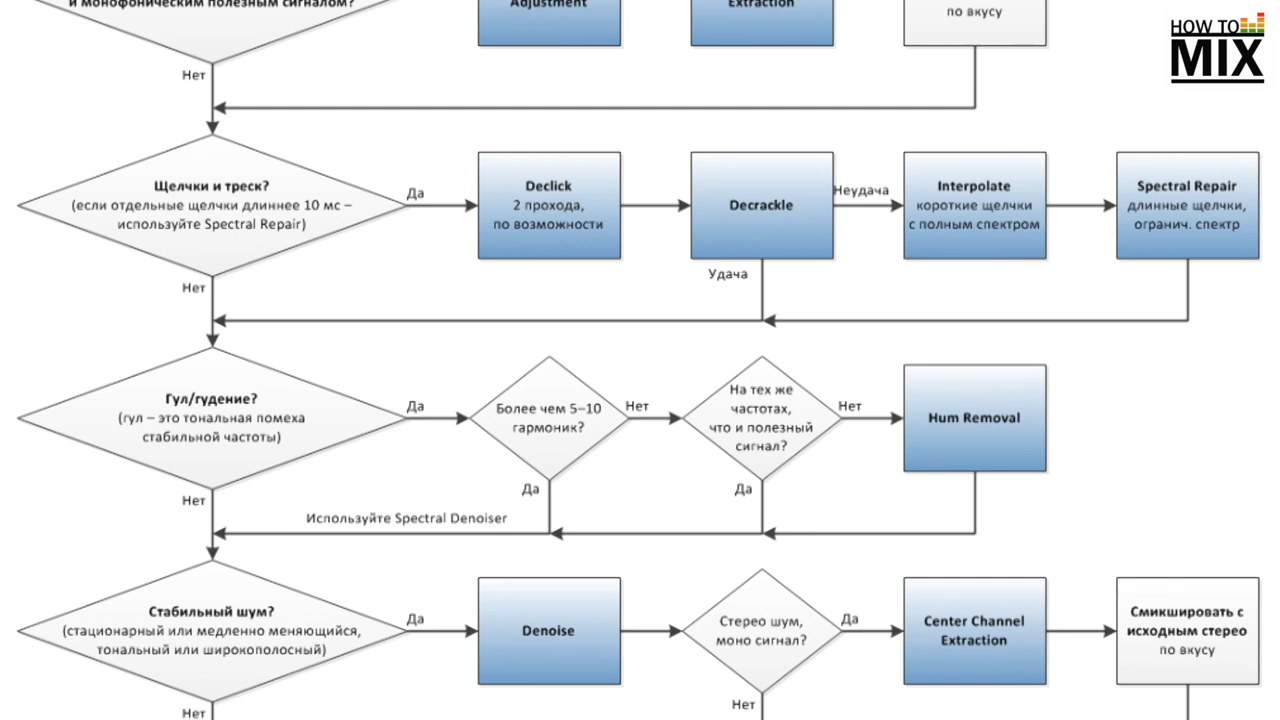 и монофоническим полезным сигналом?
Adjustment
Extraction
по вкусу
HOW TO
MIX
Нет
Щелчки и треск?
(если отдельные щелчки длиннее 10 мс –
используйте Spectral Repair)
Да
Declick
2 прохода,
по возможности
Decrackle
Неудача
Interpolate
короткие щелчки
с полным спектром
Spectral Repair
длинные щелчки,
огранич. спектр
Удача
Нет
Гул/гудение?
(гул – это тональная помеха
стабильной частоты)
Да
Более чем 5–10
гармоник?
Нет
На тех же
частотах,
что и полезный
сигнал?
Нет
Hum Removal
Да
Да
Нет
Используйте Spectral Denoiser
Стабильный шум?
(стационарный или медленно меняющийся,
тональный или широкополосный)
Да
Denoise
Стерео шум,
моно сигнал?
Да
Center Channel
Extraction
Смикшировать с
исходным стерео
по вкусу
Нет
Нет